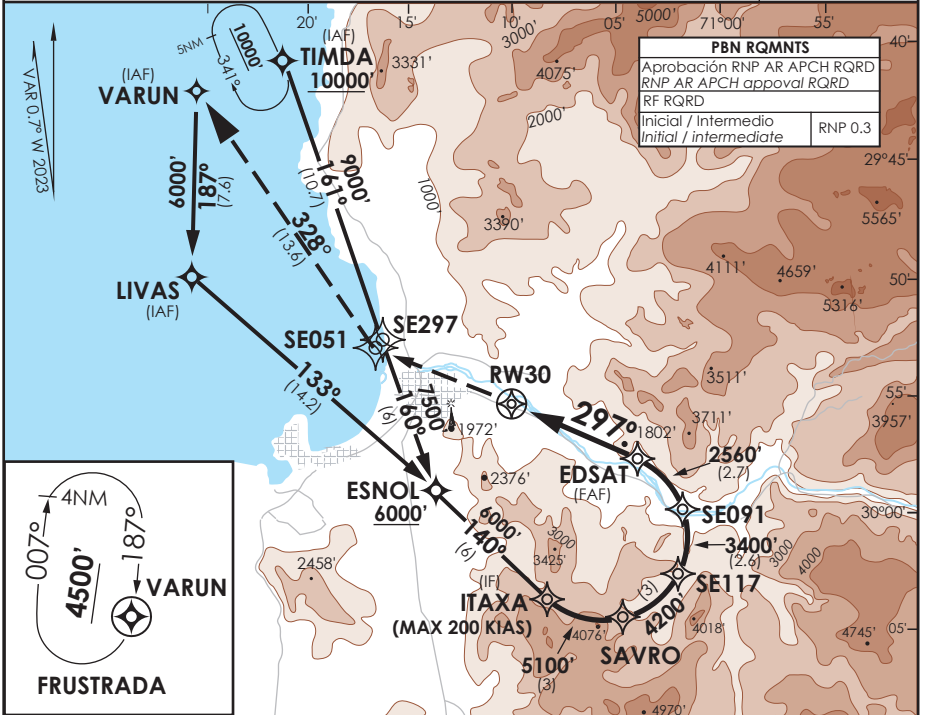 20'
15'
10'
05'
71°00'
55'
40'
29°45'
50'
55'
30°00'
05'
VAR 0.7° W 2023
PBN RQMNTS
Aprobación RNP AR APCH RQRD
RNP AR APCH appoval RQRD
RF RQRD
Inicial / Intermedio
Initial / intermediate
RNP 0.3
5NM
10000'
341°
(IAF)
TIMDA
10000'
(IAF)
VARUN
6000'
187°
(7.9)
LIVAS
(IAF)
9000'
161°
(10.7)
328°
(13.6)
SE051
SE297
133°
(14.2)
7500'
160°
(6)
RW30
297°
EDSAT
(FAF)
2560'
(2.7)
SE091
3400'
(2.6)
SE117
ESNOL
6000'
6000'
140°
(6)
(IF)
ITAXA
(MAX 200 KIAS)
5100'
(3)
SAVRO
4200'
(3)
3331'
4075'
3000'
5000'
2000'
1000'
3390'
5565'
4111'
4659'
5316'
3511'
3711'
3957'
1802'
1972'
2376'
3000
3425'
2458'
4076'
4018'
3000
4000
4745'
4970'
4NM
007°
4500'
187°
VARUN
FRUSTRADA